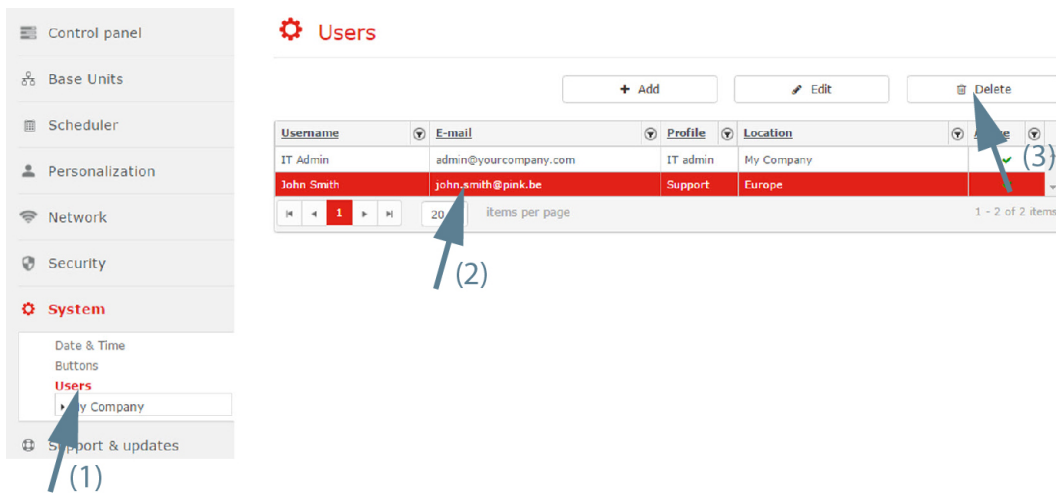 Control panel
Base Units
Scheduler
Personalization
Network
Security
System
Date & Time
Buttons
Users
My Company
Support & updates
(1)
Users
+ Add
Edit
Delete
Username E-mail Profile Location
IT Admin admin@yourcompany.com IT admin My Company
(3)
John Smith john.smith@pink.be Support Europe
1 20 items per page 1 - 2 of 2 items
(2)